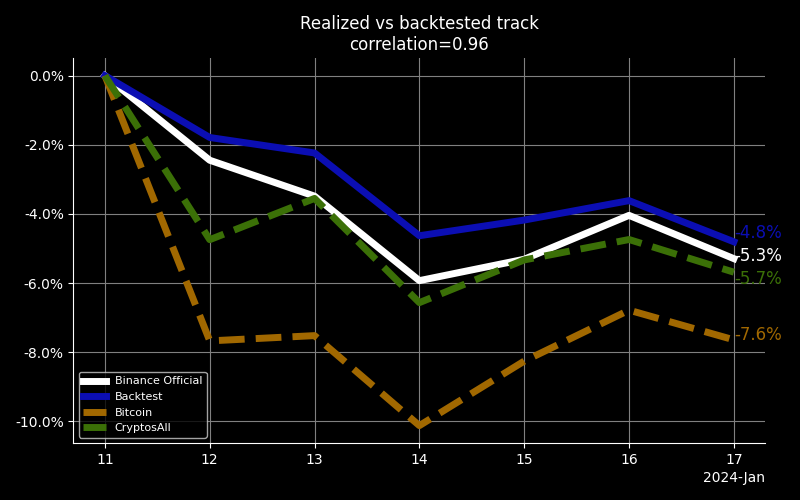 Realized vs backtested track
correlation=0.96
0.0%
-2.0%
-4.0%
-6.0%
-8.0%
-10.0%
-4.8%
-5.3%
-5.7%
-7.6%
Binance Official
Backtest
Bitcoin
CryptosAll
11 12 13 14 15 16 17
2024-Jan